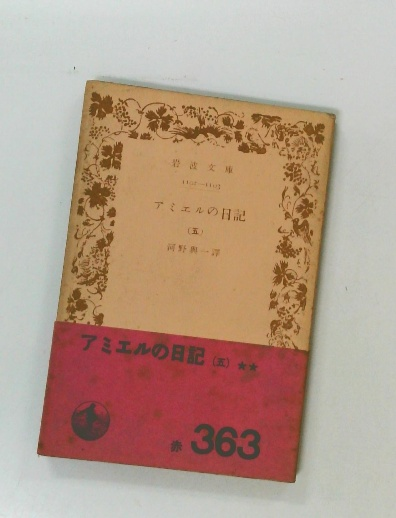 岩波文庫
アミエルの日記
（五）
河野與一譯
アミエルの日記（五）★★
赤 363